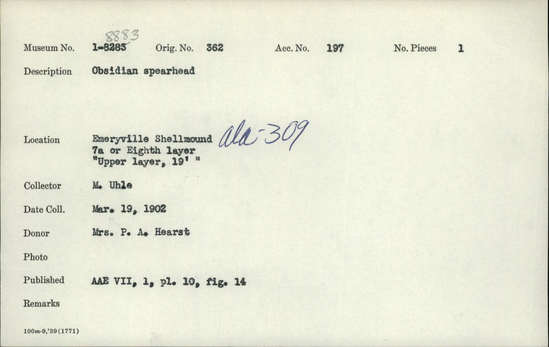 8883
Museum No. 1-8283 Orig. No. 362 Acc. No. 197 No. Pieces 1
Description Obsidian spearhead
Location Emeryville Shellmound Ala-309
7a or Eighth layer
"Upper layer, 19' "
Collector M. Uhle
Date Coll. Mar. 19, 1902
Donor Mrs. P. A. Hearst
Photo
Published AAE VII, 1, pl. 10, fig. 14
Remarks
100m-9,'39(1771)